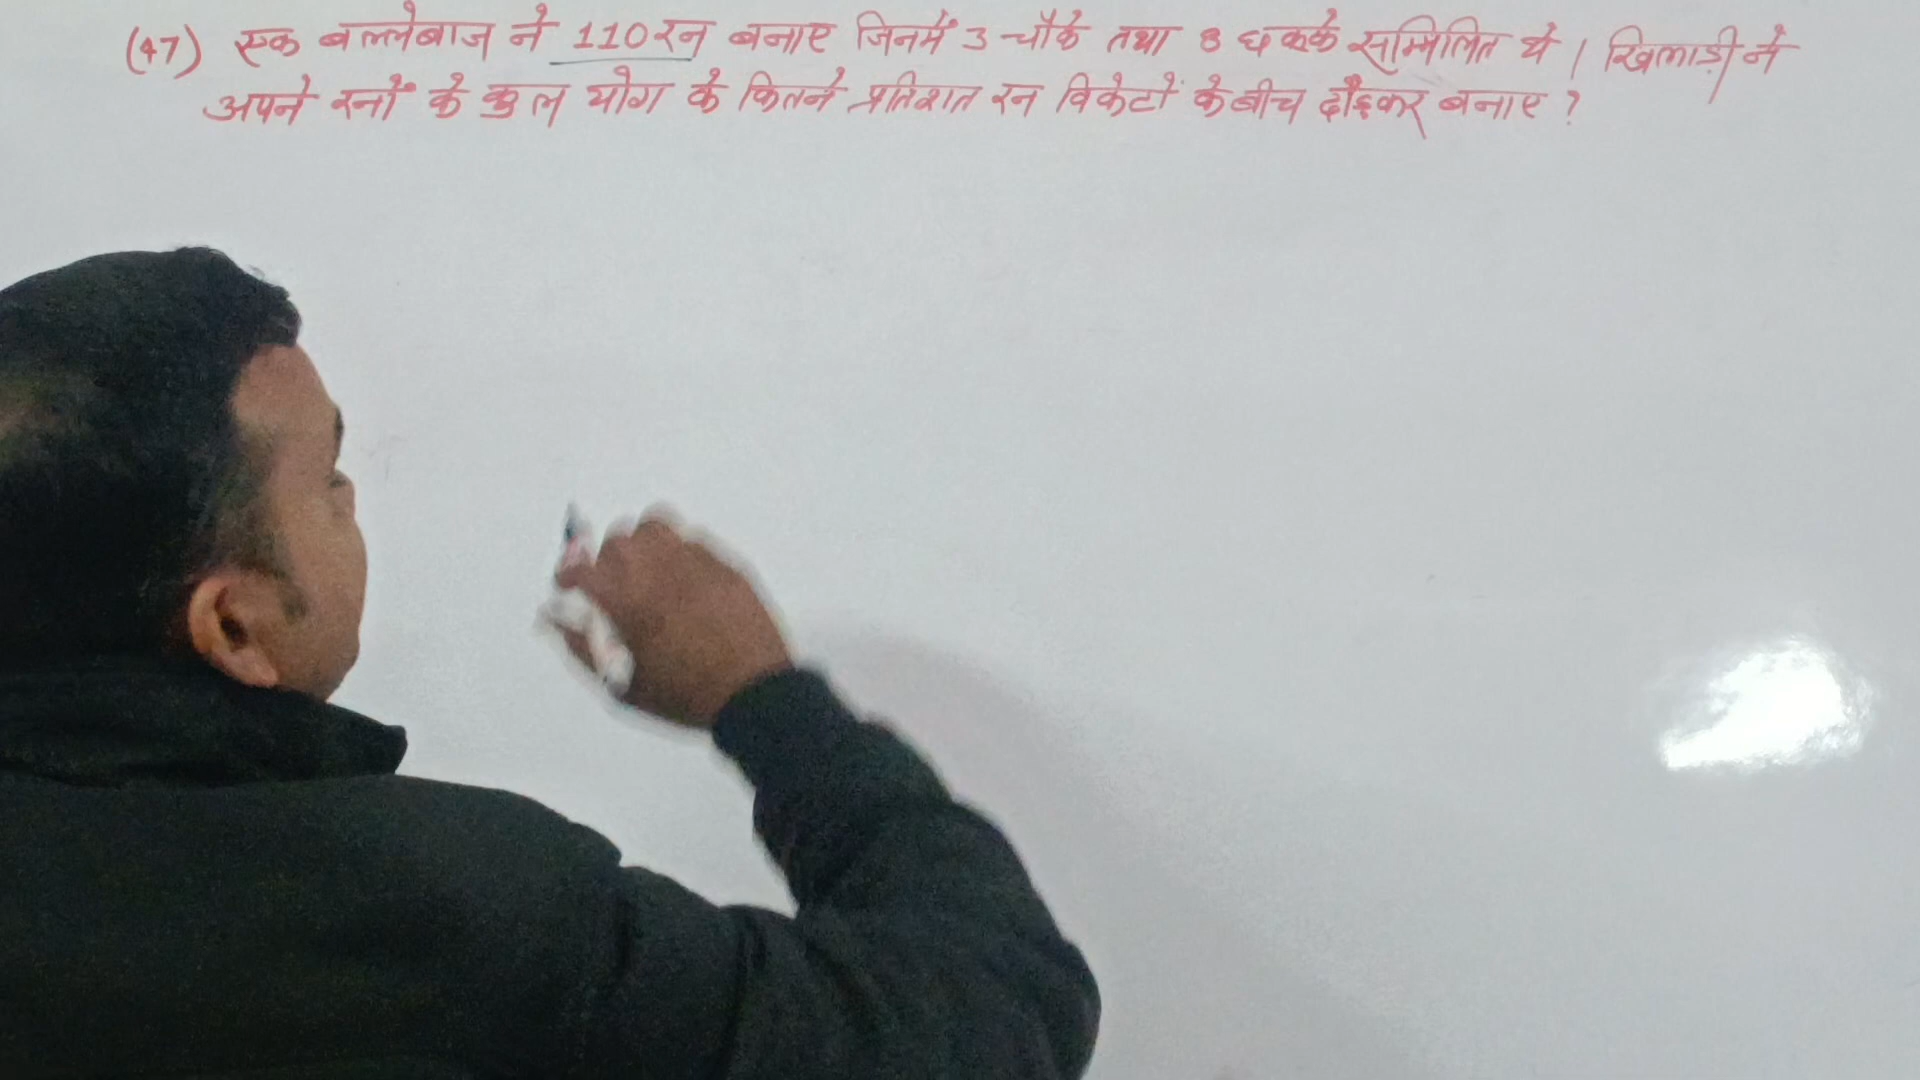 (47) एक बल्लेबाज ने 110 रन बनाए जिनमें 3 चौके तथा 8 छक्के सम्मिलित थे । खिलाड़ी ने
अपने रनों के कुल योग के कितने प्रतिशत रन विकेटों के बीच दौड़कर बनाए ?